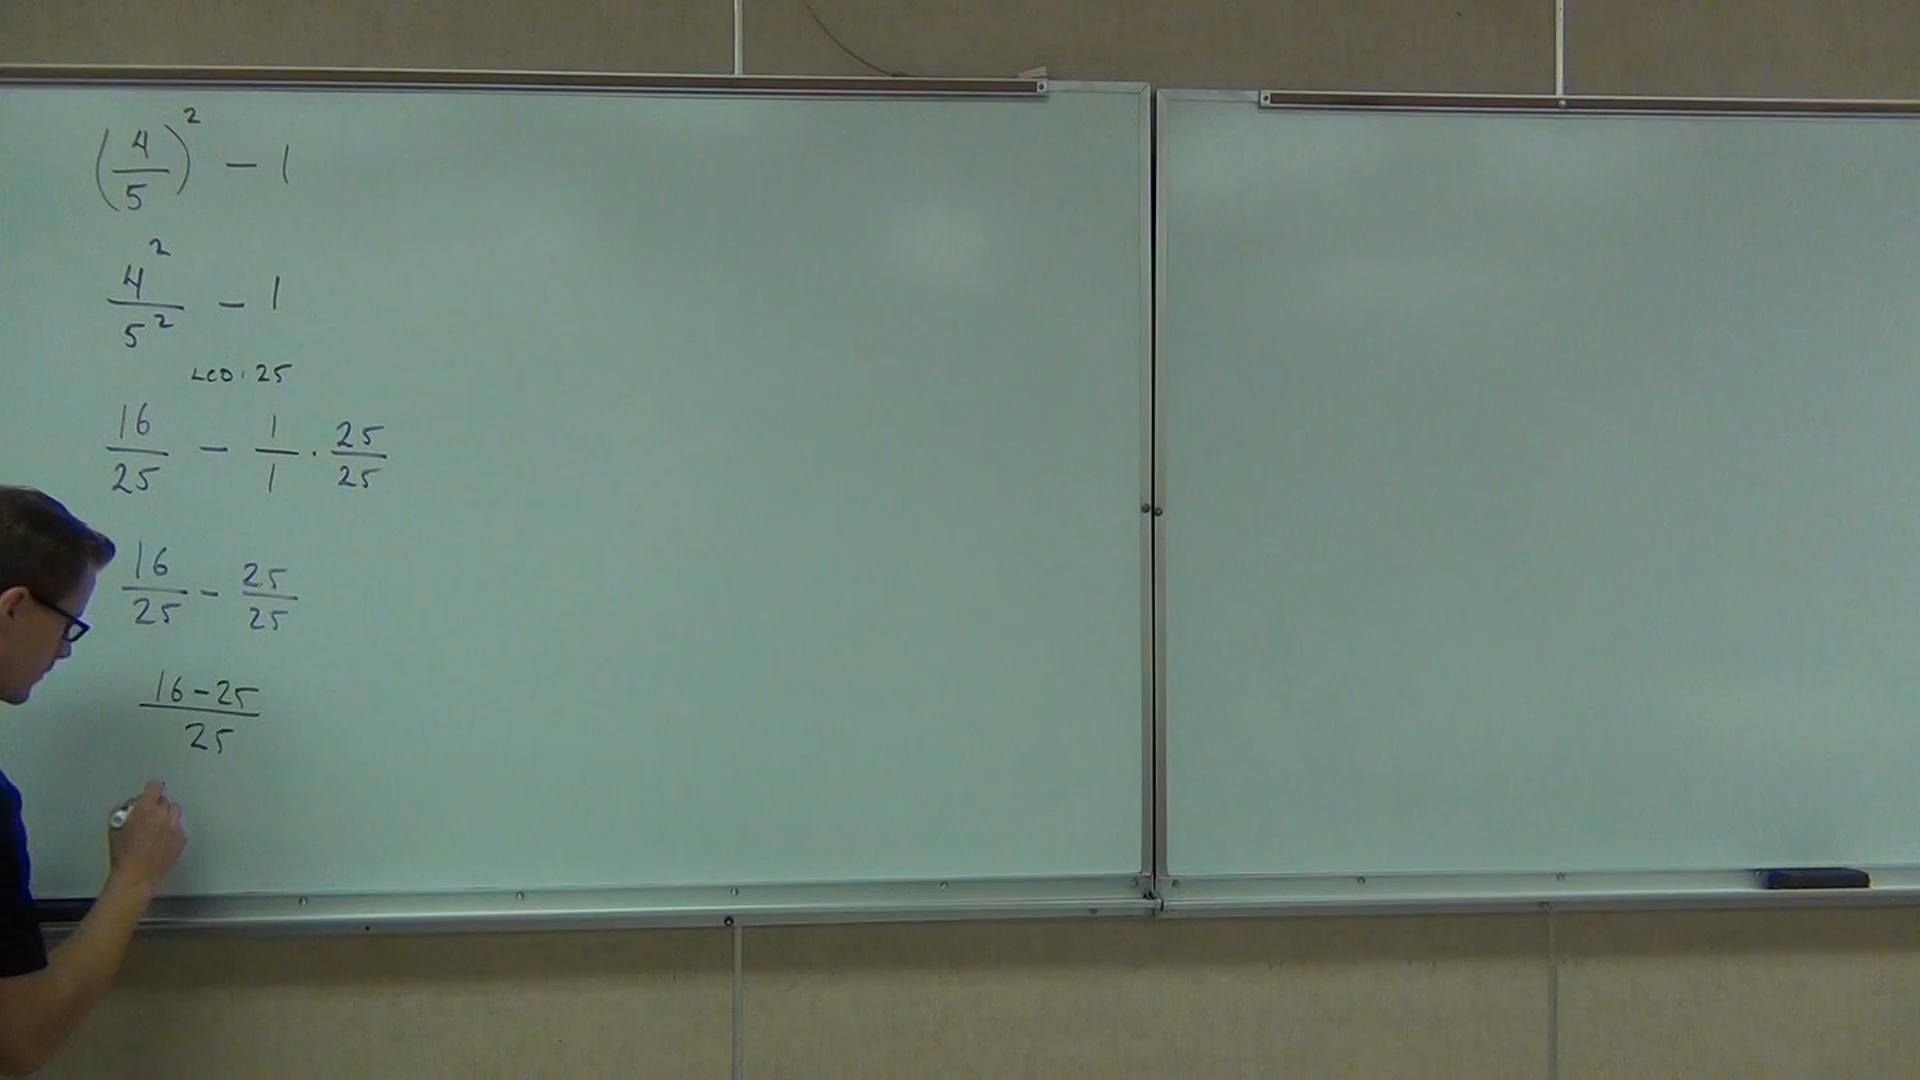 (4/5)² - 1
4²/5² - 1
LCD: 25
16/25 - 1/1 · 25/25
16/25 - 25/25
16-25/25